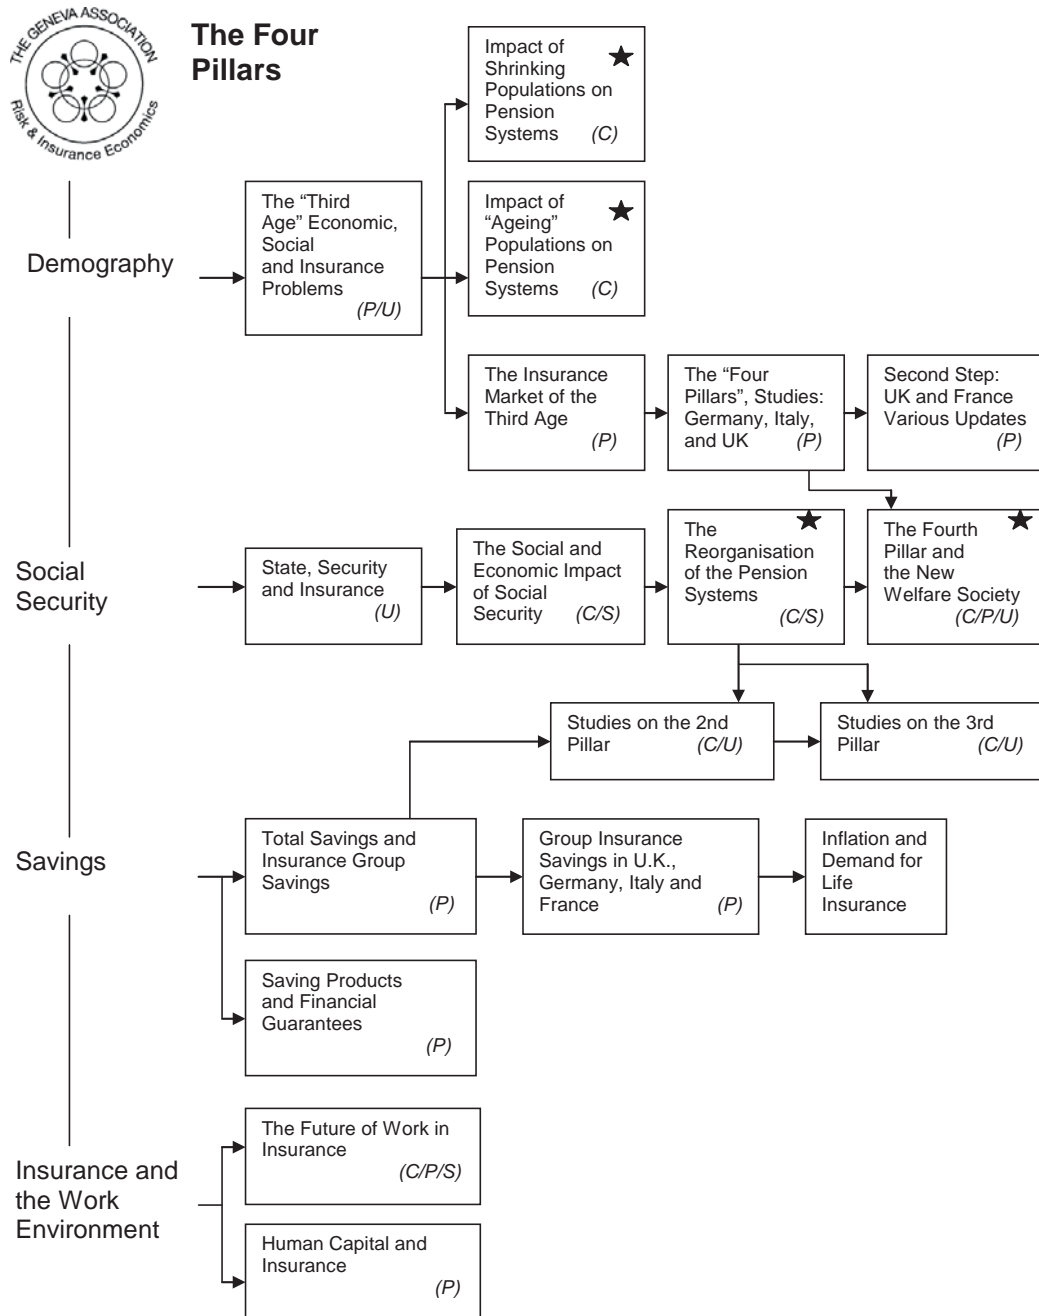 THE GENEVA ASSOCIATION
Risk & Insurance Economics
The Four
Pillars
Impact of
Shrinking
Populations on
Pension
Systems (C)
Demography
The “Third
Age” Economic,
Social
and Insurance
Problems
(P/U)
Impact of
“Ageing”
Populations on
Pension
Systems (C)
The Insurance
Market of the
Third Age
(P)
The “Four
Pillars”, Studies:
Germany, Italy,
and UK (P)
Second Step:
UK and France
Various Updates
(P)
Social
Security
State, Security
and Insurance
(U)
The Social and
Economic Impact
of Social
Security (C/S)
The
Reorganisation
of the Pension
Systems
(C/S)
The Fourth
Pillar and
the New
Welfare Society
(C/P/U)
Studies on the 2nd
Pillar (C/U)
Studies on the 3rd
Pillar (C/U)
Savings
Total Savings and
Insurance Group
Savings
(P)
Group Insurance
Savings in U.K.,
Germany, Italy and
France (P)
Inflation and
Demand for
Life
Insurance
Saving Products
and Financial
Guarantees
(P)
Insurance and
the Work
Environment
The Future of Work in
Insurance
(C/P/S)
Human Capital and
Insurance
(P)